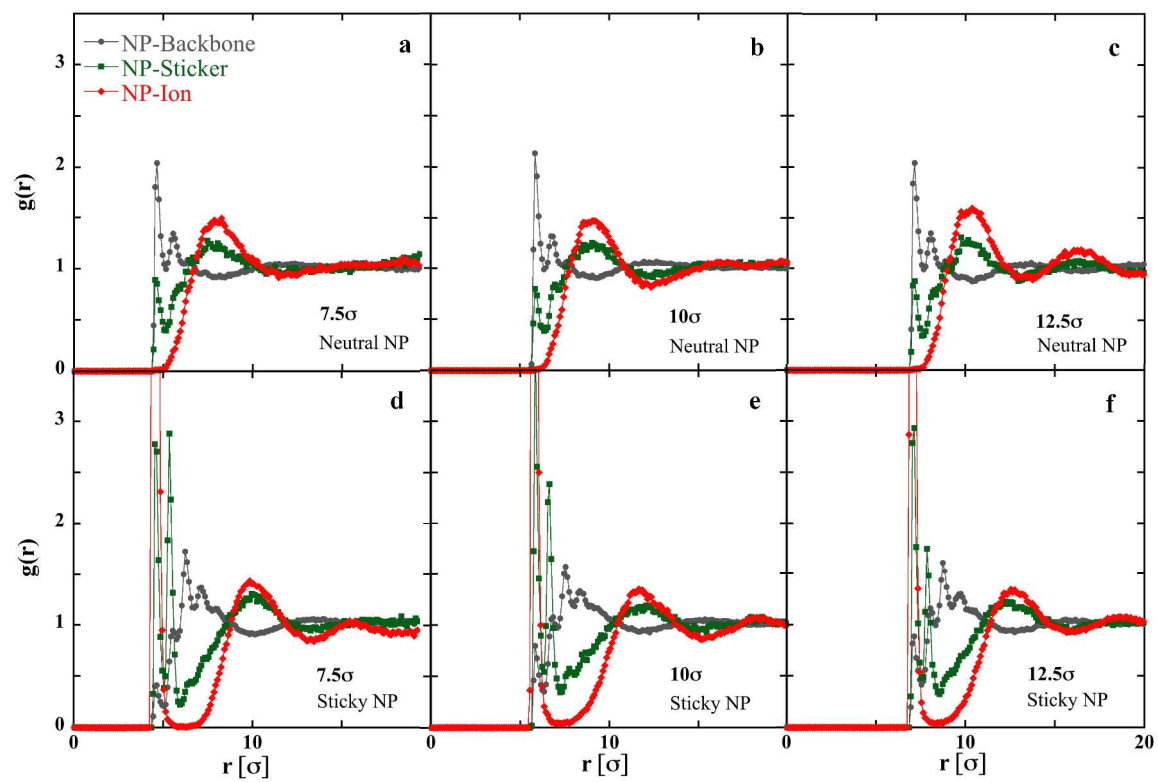 a
b
c
NP-Backbone
NP-Sticker
NP-Ion
3
2
1
0
g(r)
7.5σ
Neutral NP
10σ
Neutral NP
12.5σ
Neutral NP
d
e
f
3
2
1
0
g(r)
7.5σ
Sticky NP
10σ
Sticky NP
12.5σ
Sticky NP
0 10 0 10 0 10 20
r [σ] r [σ] r [σ]